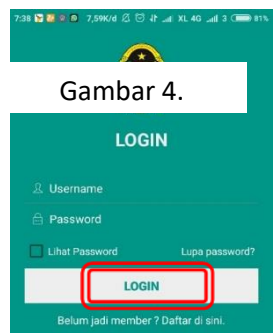 7:38 7,59K/d XL 4G 3 81%
Gambar 4.
LOGIN
Username
Password
Lihat Password Lupa password?
LOGIN
Belum jadi member ? Daftar di sini.